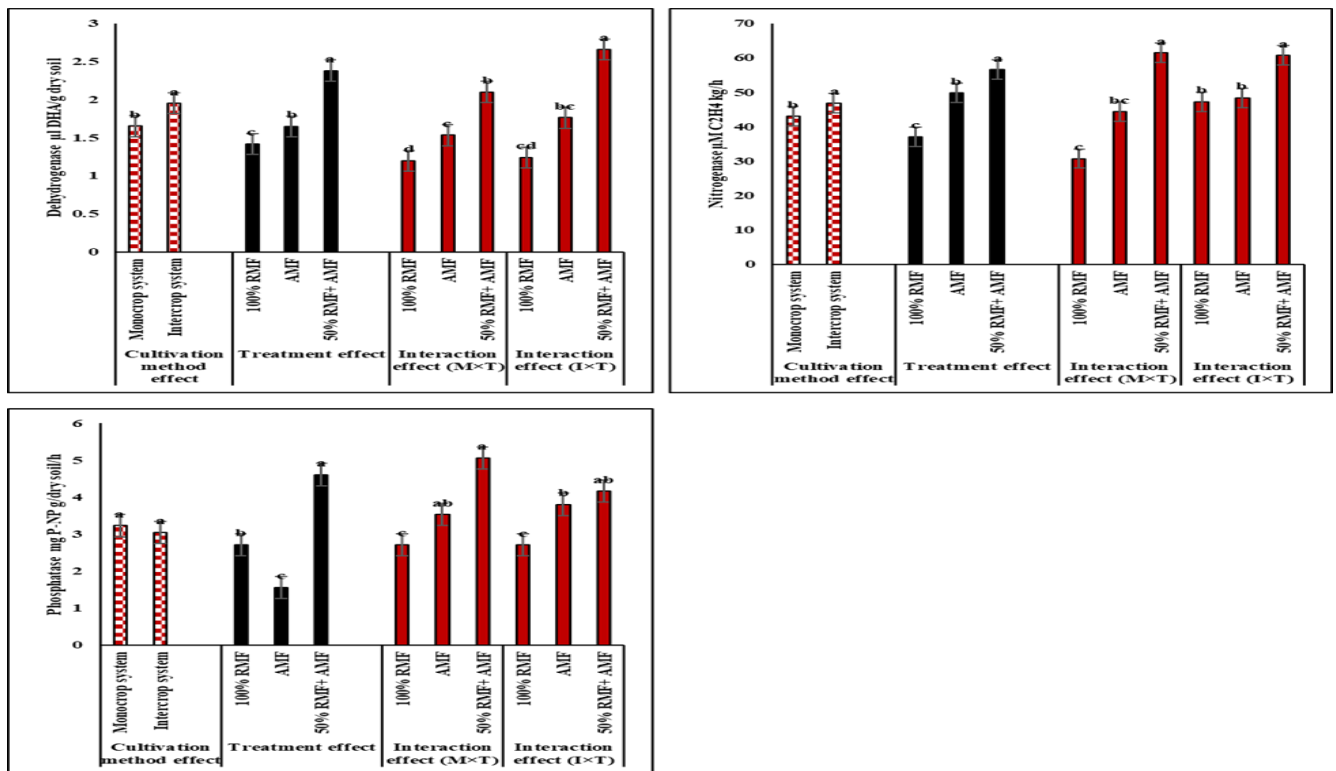 Dehydrogenase µl DHA/g dry soil
3
2.5
2
1.5
1
0.5
0
b
a
c
b
a
d
c
b
cd
bc
a
Monocrop system
Intercrop system
100% RMF
AMF
50% RMF+ AMF
100% RMF
AMF
50% RMF+ AMF
100% RMF
AMF
50% RMF+ AMF
Cultivation
method
effect
Treatment effect
Interaction
effect (M×T)
Interaction
effect (I×T)
Nitrogenase µM C2H4 kg/h
70
60
50
40
30
20
10
0
b
a
c
b
a
c
bc
a
b
b
a
Monocrop system
Intercrop system
100% RMF
AMF
50% RMF+ AMF
100% RMF
AMF
50% RMF+ AMF
100% RMF
AMF
50% RMF+ AMF
Cultivation
method effect
Treatment effect
Interaction
effect (M×T)
Interaction
effect (I×T)
Phosphatase mg P-NP g/dry soil/h
6
5
4
3
2
1
0
a
a
b
c
a
c
ab
a
c
b
ab
Monocrop system
Intercrop system
100% RMF
AMF
50% RMF+ AMF
100% RMF
AMF
50% RMF+ AMF
100% RMF
AMF
50% RMF+ AMF
Cultivation
method effect
Treatment effect
Interaction
effect (M×T)
Interaction
effect (I×T)